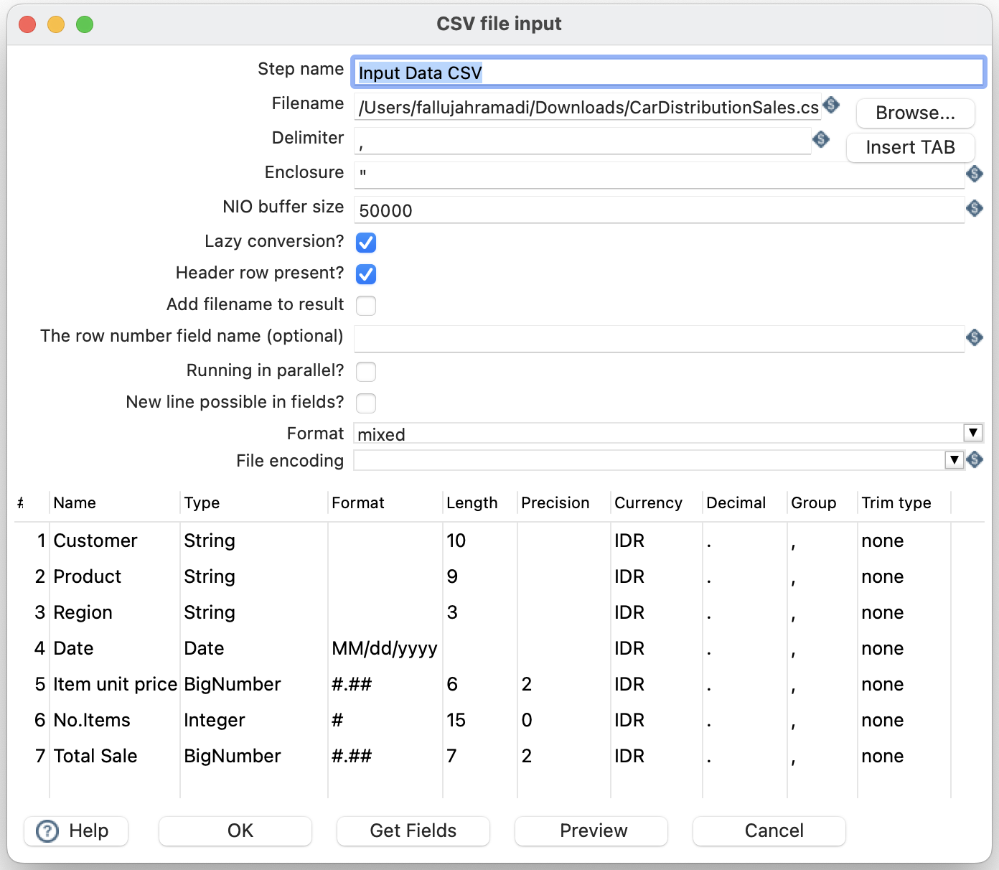 CSV file input
Step name Input Data CSV
Filename /Users/fallujahramadi/Downloads/CarDistributionSales.cs Browse...
Delimiter , Insert TAB
Enclosure "
NIO buffer size 50000
Lazy conversion?
Header row present?
Add filename to result
The row number field name (optional)
Running in parallel?
New line possible in fields?
Format mixed
File encoding
# Name Type Format Length Precision Currency Decimal Group Trim type
1 Customer String 10 IDR . , none
2 Product String 9 IDR . , none
3 Region String 3 IDR . , none
4 Date Date MM/dd/yyyy IDR . , none
5 Item unit price BigNumber #.## 6 2 IDR . , none
6 No.Items Integer # 15 0 IDR . , none
7 Total Sale BigNumber #.## 7 2 IDR . , none
? Help OK Get Fields Preview Cancel